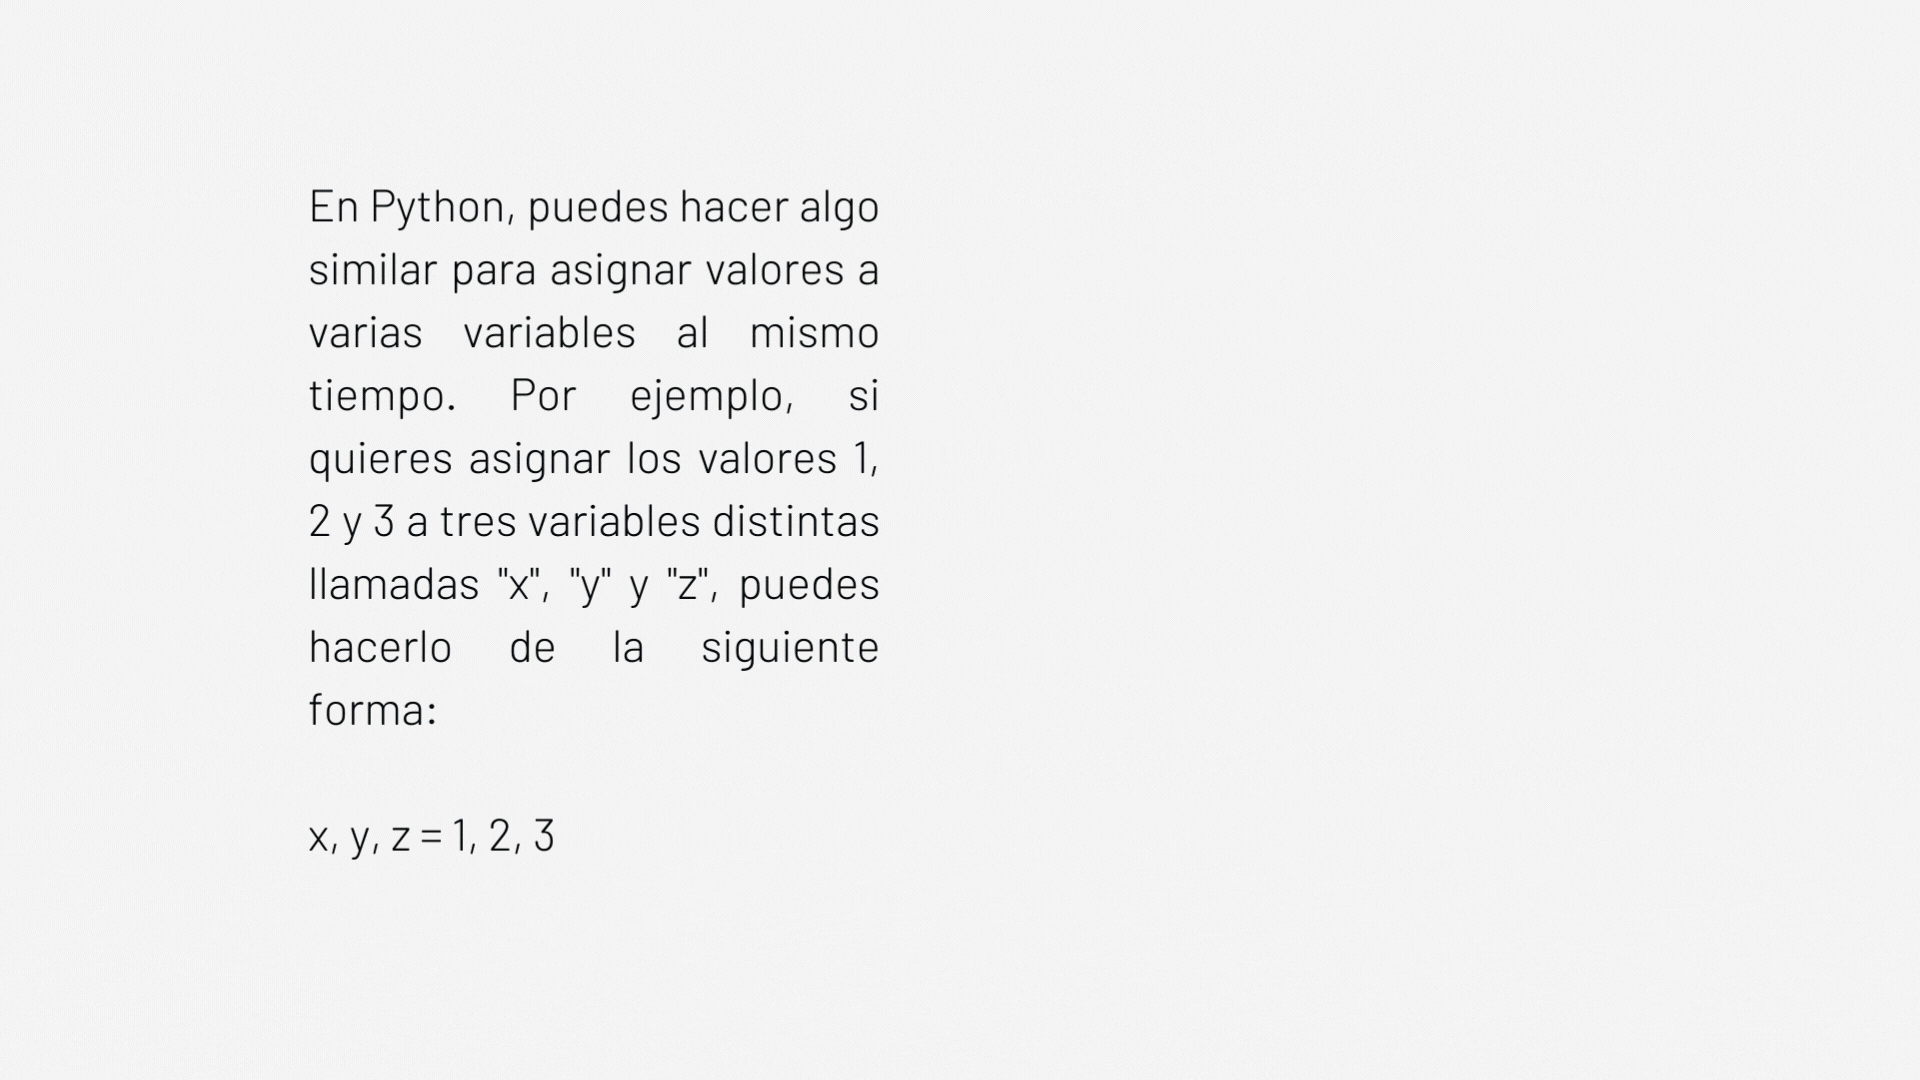 En Python, puedes hacer algo
similar para asignar valores a
varias variables al mismo
tiempo. Por ejemplo, si
quieres asignar los valores 1,
2 y 3 a tres variables distintas
llamadas "x", "y" y "z", puedes
hacerlo de la siguiente
forma:
x, y, z = 1, 2, 3